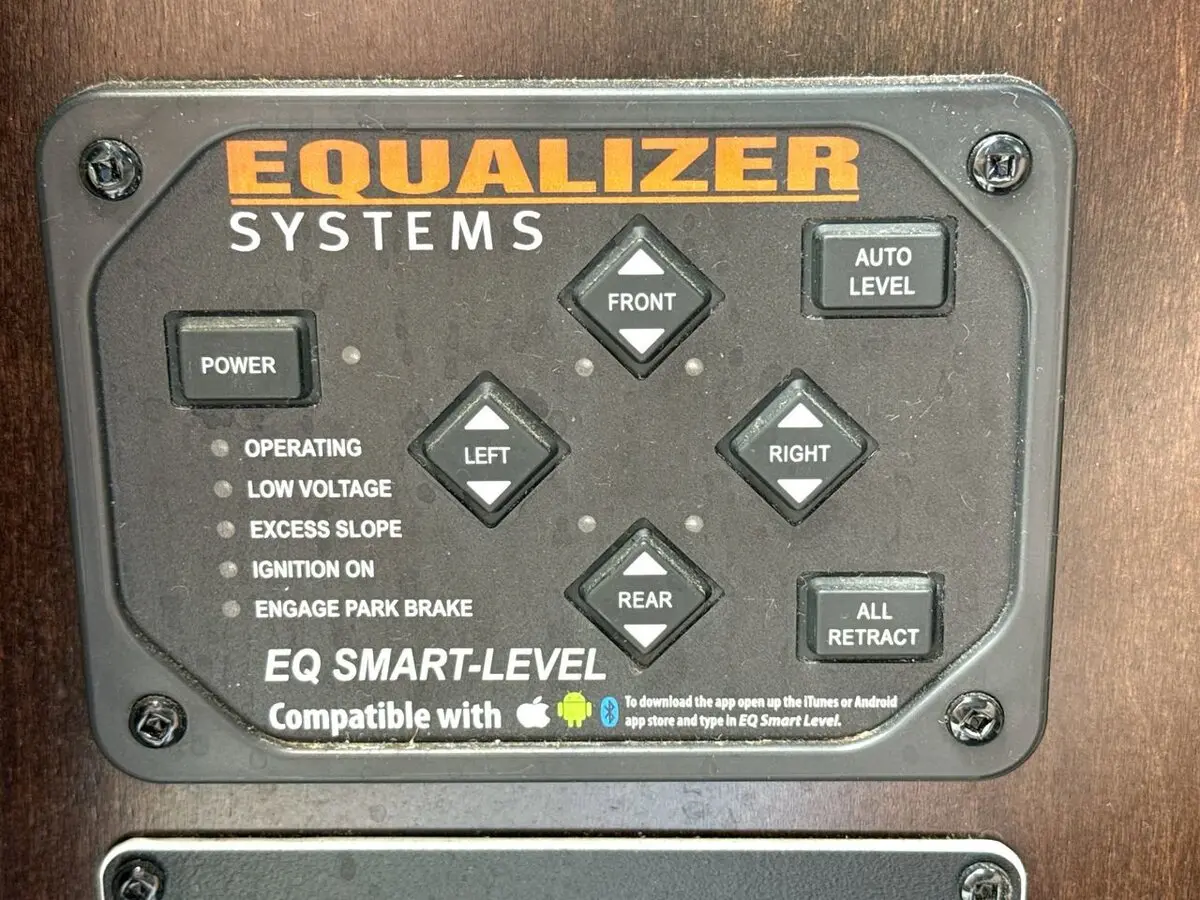 EQUALIZER
SYSTEMS
FRONT
AUTO
LEVEL
POWER
LEFT
RIGHT
OPERATING
LOW VOLTAGE
EXCESS SLOPE
IGNITION ON
ENGAGE PARK BRAKE
REAR
ALL
RETRACT
EQ SMART-LEVEL
Compatible with
To download the app open up the iTunes or Android
app store and type in EQ Smart Level.